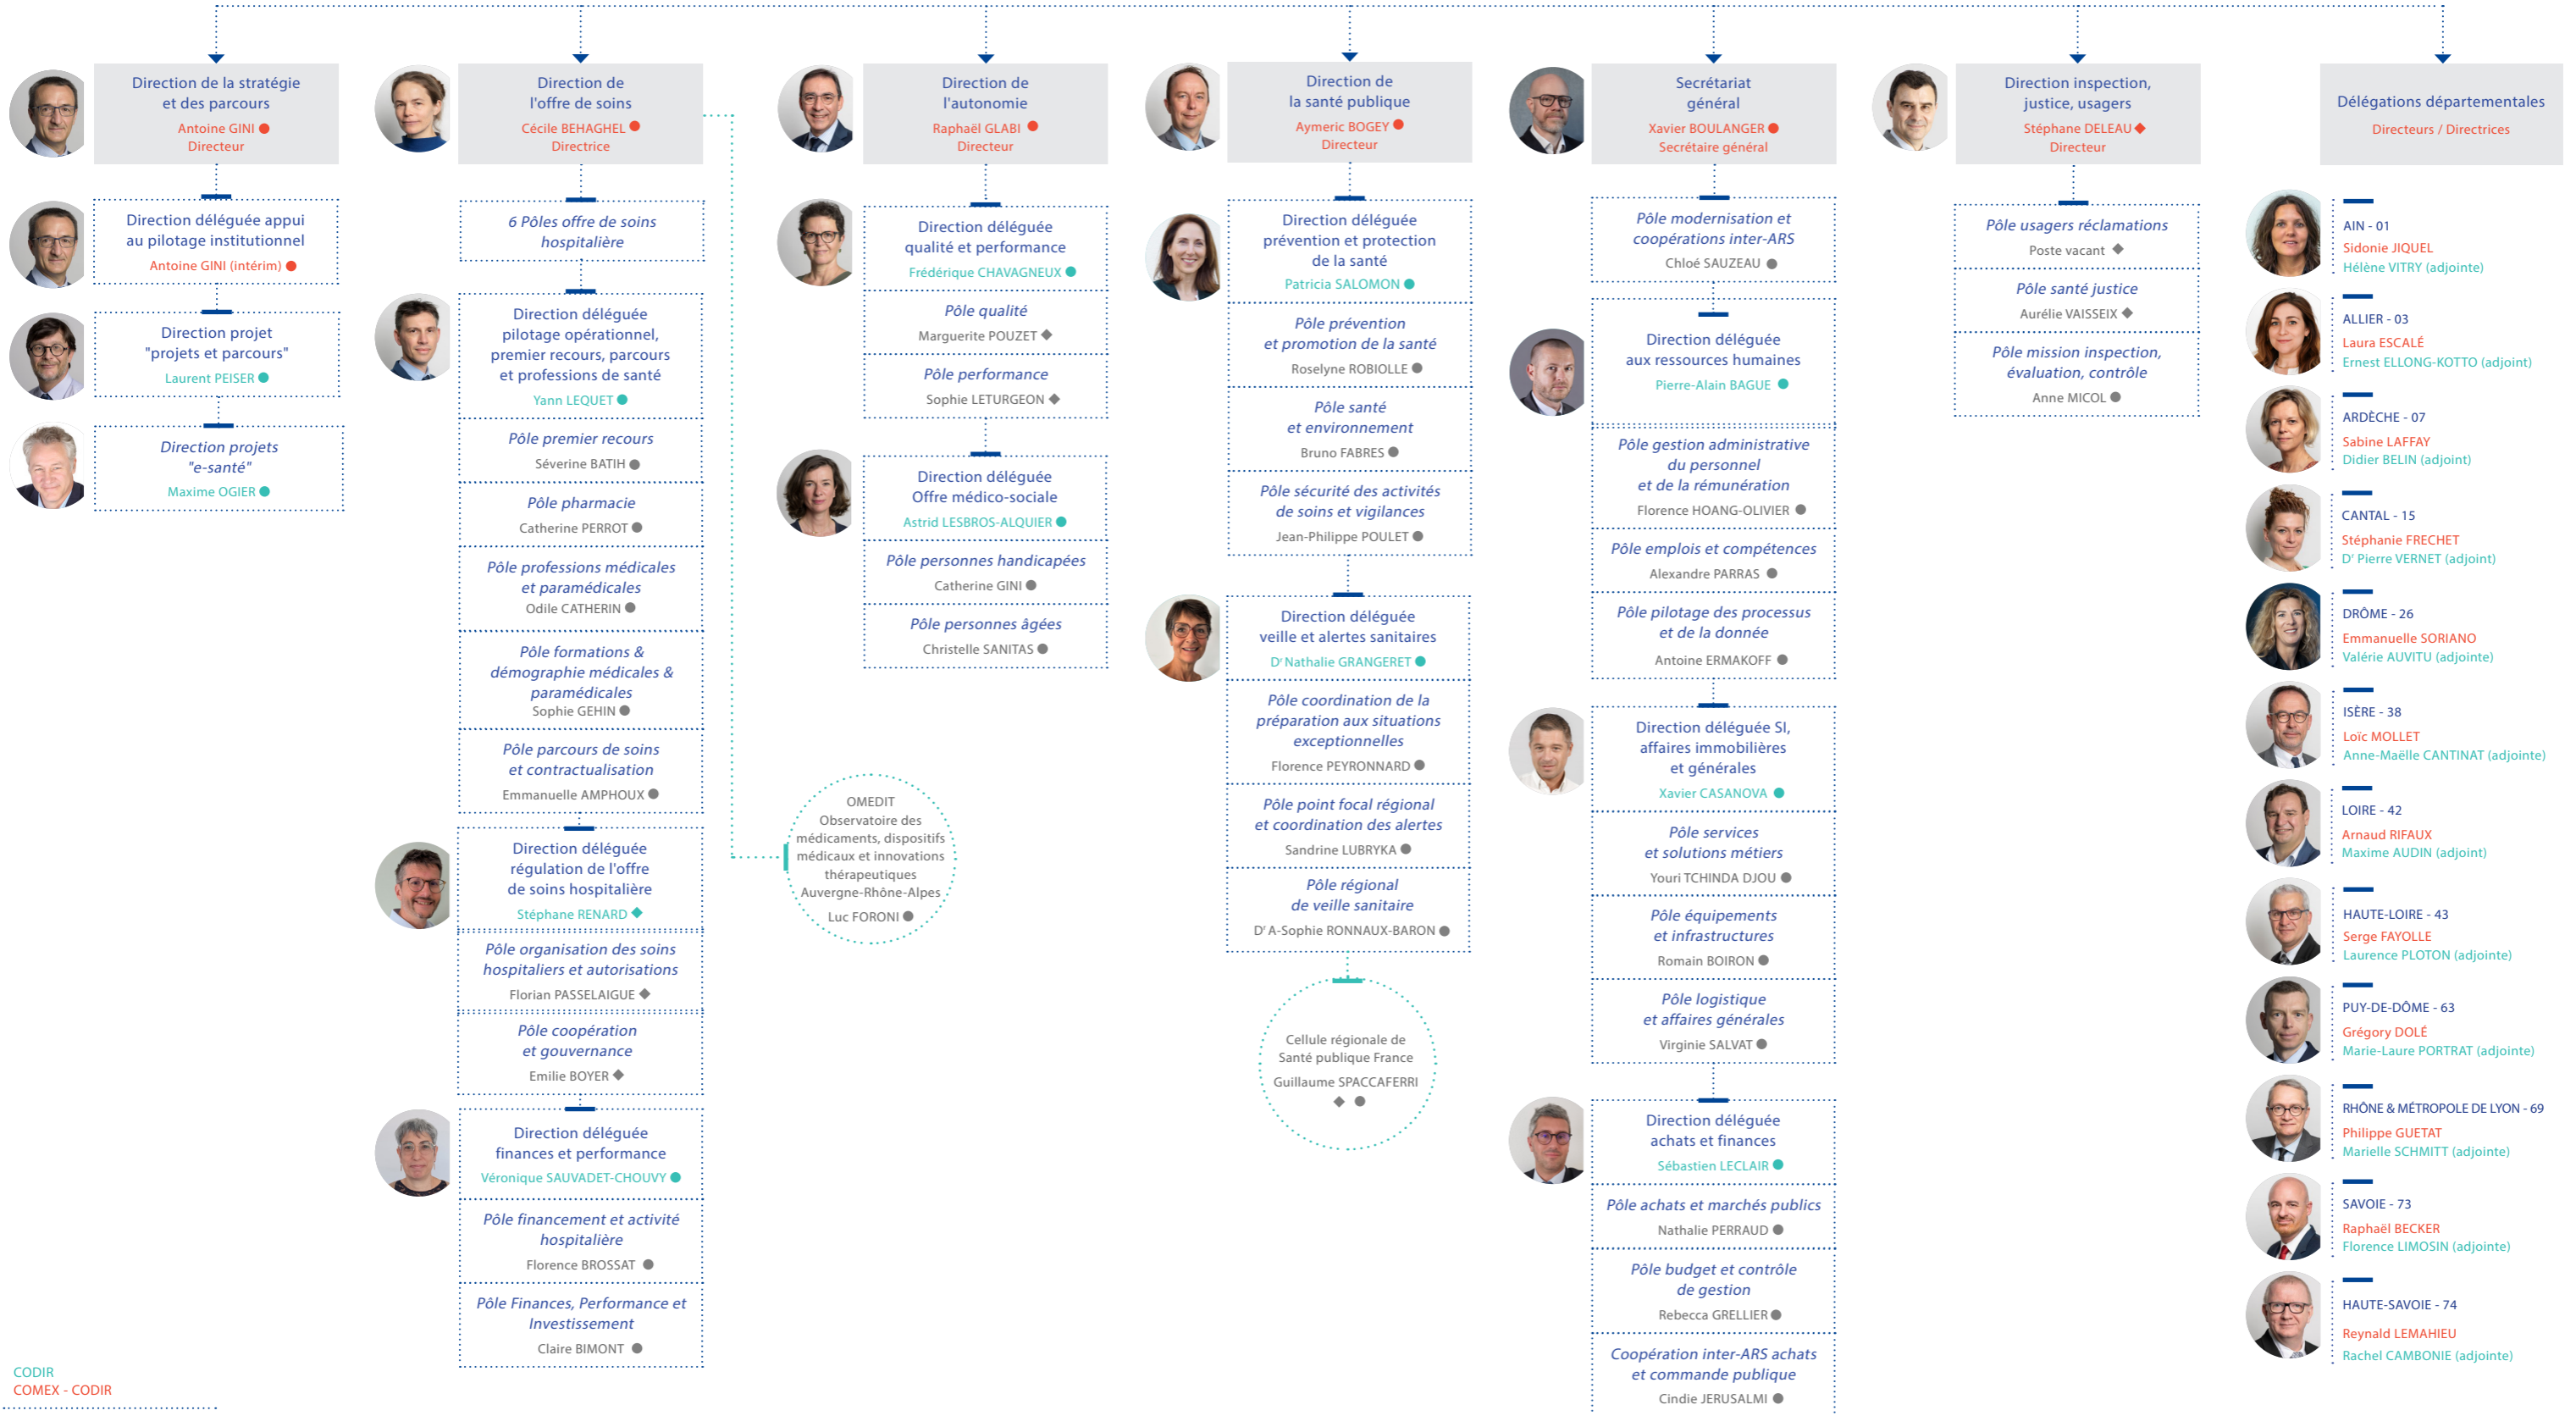 Direction de la stratégie
et des parcours
Antoine GINI
Directeur
Direction déléguée appui
au pilotage institutionnel
Antoine GINI (intérim)
Direction projet
"projets et parcours"
Laurent PEISER
Direction projets
"e-santé"
Maxime OGIER
Direction de
l'offre de soins
Cécile BEHAGHEL
Directrice
6 Pôles offre de soins
hospitalière
Direction déléguée
pilotage opérationnel,
premier recours, parcours
et professions de santé
Yann LEQUET
Pôle premier recours
Séverine BATIH
Pôle pharmacie
Catherine PERROT
Pôle professions médicales
et paramédicales
Odile CATHERIN
Pôle formations &
démographie médicales &
paramédicales
Sophie GEHIN
Pôle parcours de soins
et contractualisation
Emmanuelle AMPHOUX
Direction déléguée
régulation de l'offre
de soins hospitalière
Stéphane RENARD
Pôle organisation des soins
hospitaliers et autorisations
Florian PASSELAIGUE
Pôle coopération
et gouvernance
Emilie BOYER
Direction déléguée
finances et performance
Véronique SAUVADET-CHOUVY
Pôle financement et activité
hospitalière
Florence BROSSAT
Pôle Finances, Performance et
Investissement
Claire BIMONT
OMEDIT
Observatoire des
médicaments, dispositifs
médicaux et innovations
thérapeutiques
Auvergne-Rhône-Alpes
Luc FORONI
Direction de
l'autonomie
Raphaël GLABI
Directeur
Direction déléguée
qualité et performance
Frédérique CHAVAGNEUX
Pôle qualité
Marguerite POUZET
Pôle performance
Sophie LETURGEON
Direction déléguée
Offre médico-sociale
Astrid LESBROS-ALQUIER
Pôle personnes handicapées
Catherine GINI
Pôle personnes âgées
Christelle SANITAS
Direction de
la santé publique
Aymeric BOGEY
Directeur
Direction déléguée
prévention et protection
de la santé
Patricia SALOMON
Pôle prévention
et promotion de la santé
Roselyne ROBIOLLE
Pôle santé
et environnement
Bruno FABRES
Pôle sécurité des activités
de soins et vigilances
Jean-Philippe POULET
Direction déléguée
veille et alertes sanitaires
Dr Nathalie GRANGERET
Pôle coordination de la
préparation aux situations
exceptionnelles
Florence PEYRONNARD
Pôle point focal régional
et coordination des alertes
Sandrine LUBRYKA
Pôle régional
de veille sanitaire
Dr A-Sophie RONNAUX-BARON
Cellule régionale de
Santé publique France
Guillaume SPACCAFERRI
Secrétariat
général
Xavier BOULANGER
Secrétaire général
Pôle modernisation et
coopérations inter-ARS
Chloé SAUZEAU
Direction déléguée
aux ressources humaines
Pierre-Alain BAGUE
Pôle gestion administrative
du personnel
et de la rémunération
Florence HOANG-OLIVIER
Pôle emplois et compétences
Alexandre PARRAS
Pôle pilotage des processus
et de la donnée
Antoine ERMAKOFF
Direction déléguée SI,
affaires immobilières
et générales
Xavier CASANOVA
Pôle services
et solutions métiers
Youri TCHINDA DJOU
Pôle équipements
et infrastructures
Romain BOIRON
Pôle logistique
et affaires générales
Virginie SALVAT
Direction déléguée
achats et finances
Sébastien LECLAIR
Pôle achats et marchés publics
Nathalie PERRAUD
Pôle budget et contrôle
de gestion
Rebecca GRELLIER
Coopération inter-ARS achats
et commande publique
Cindie JERUSALMI
Direction inspection,
justice, usagers
Stéphane DELEAU
Directeur
Pôle usagers réclamations
Poste vacant
Pôle santé justice
Aurélie VAISSEIX
Pôle mission inspection,
évaluation, contrôle
Anne MICOL
Délégations départementales
Directeurs / Directrices
AIN - 01
Sidonie JIQUEL
Hélène VITRY (adjointe)
ALLIER - 03
Laura ESCALÉ
Ernest ELLONG-KOTTO (adjoint)
ARDÈCHE - 07
Sabine LAFFAY
Didier BELIN (adjoint)
CANTAL - 15
Stéphanie FRECHET
Dr Pierre VERNET (adjoint)
DRÔME - 26
Emmanuelle SORIANO
Valérie AUVITU (adjointe)
ISÈRE - 38
Loïc MOLLET
Anne-Maëlle CANTINAT (adjointe)
LOIRE - 42
Arnaud RIFAUX
Maxime AUDIN (adjoint)
HAUTE-LOIRE - 43
Serge FAYOLLE
Laurence PLOTON (adjointe)
PUY-DE-DÔME - 63
Grégory DOLÉ
Marie-Laure PORTRAT (adjointe)
RHÔNE & MÉTROPOLE DE LYON - 69
Philippe GUETAT
Marielle SCHMITT (adjointe)
SAVOIE - 73
Raphaël BECKER
Florence LIMOSIN (adjointe)
HAUTE-SAVOIE - 74
Reynald LEMAHIEU
Rachel CAMBONIE (adjointe)
CODIR
COMEX - CODIR